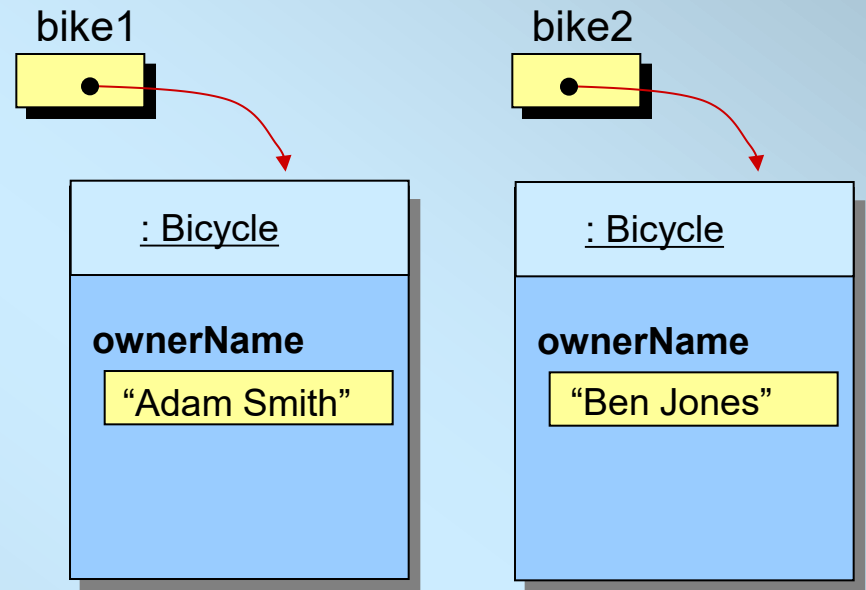 bike1
bike2
: Bicycle
ownerName
“Adam Smith”
: Bicycle
ownerName
“Ben Jones”